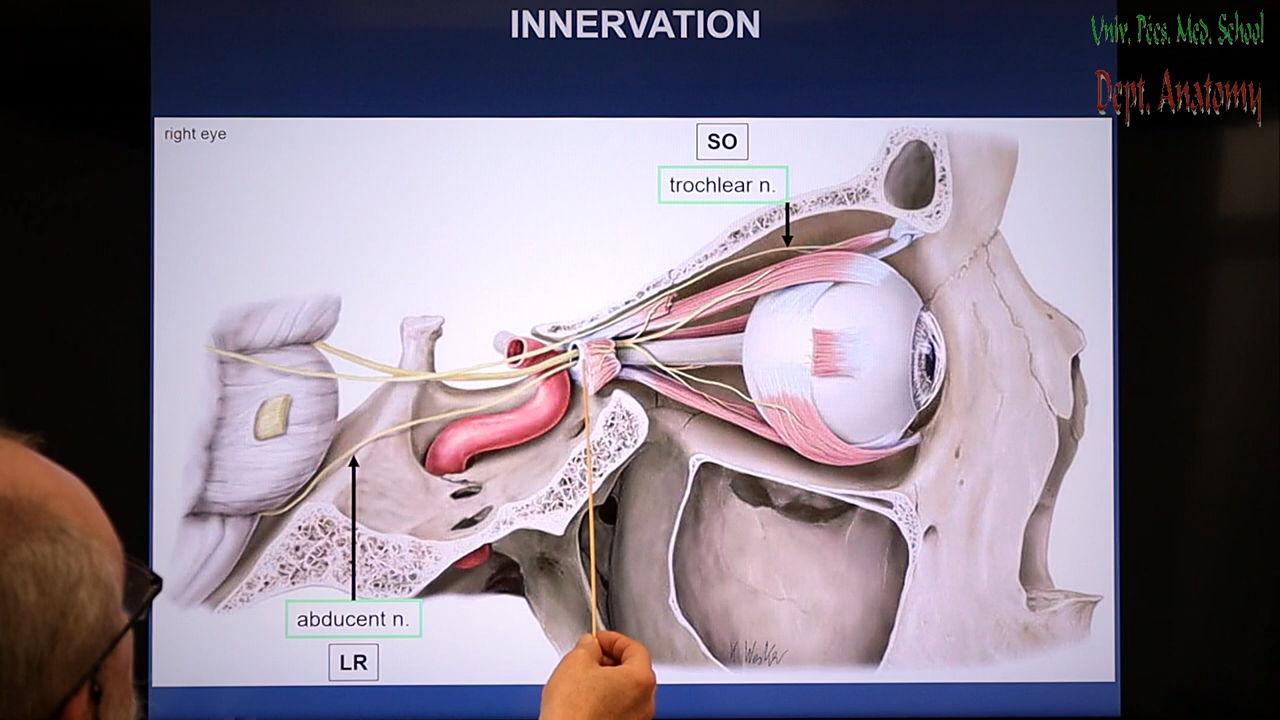 INNERVATION
Univ. Pécs. Med. School
Dept. Anatomy
right eye
SO
trochlear n.
abducent n.
LR